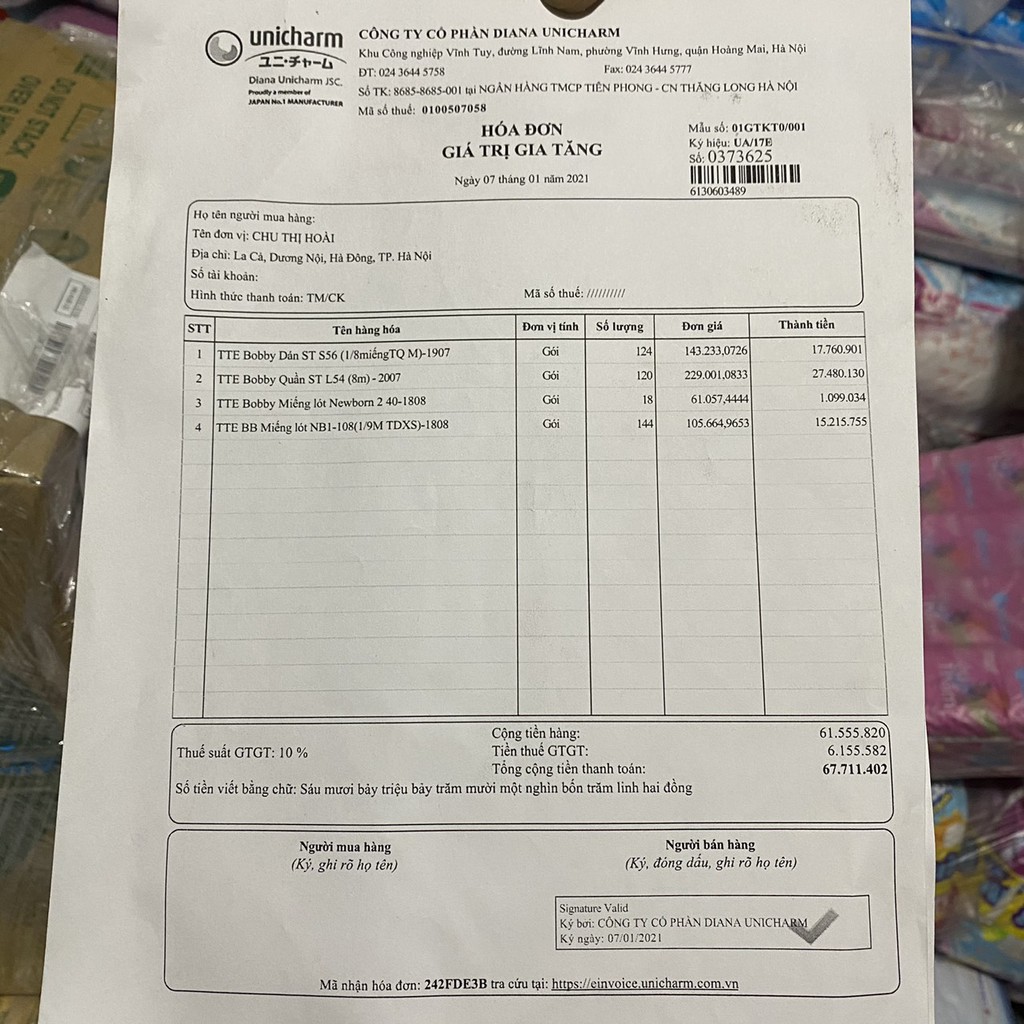 unicharm
ユニ・チャーム
Diana Unicharm JSC.
Proudly a member of
JAPAN No.1 MANUFACTURER
CÔNG TY CỔ PHẦN DIANA UNICHARM
Khu Công nghiệp Vĩnh Tuy, đường Lĩnh Nam, phường Vĩnh Hưng, quận Hoàng Mai, Hà Nội
ĐT: 024 3644 5758 Fax: 024 3644 5777
Số TK: 8685-8685-001 tại NGÂN HÀNG TMCP TIÊN PHONG - CN THĂNG LONG HÀ NỘI
Mã số thuế: 0100507058
HÓA ĐƠN
GIÁ TRỊ GIA TĂNG
Ngày 07 tháng 01 năm 2021
Mẫu số: 01GTKT0/001
Ký hiệu: UA/17E
Số: 0373625
6130603489
Họ tên người mua hàng:
Tên đơn vị: CHU THỊ HOÀI
Địa chỉ: La Cả, Dương Nội, Hà Đông, TP. Hà Nội
Số tài khoản:
Hình thức thanh toán: TM/CK Mã số thuế: //////////
STT Tên hàng hóa Đơn vị tính Số lượng Đơn giá Thành tiền
1 TTE Bobby Dán ST S56 (1/8miếngTQ M)-1907 Gói 124 143.233,0726 17.760.901
2 TTE Bobby Quần ST L54 (8m) - 2007 Gói 120 229.001,0833 27.480.130
3 TTE Bobby Miếng lót Newborn 2 40-1808 Gói 18 61.057,4444 1.099.034
4 TTE BB Miếng lót NB1-108(1/9M TDXS)-1808 Gói 144 105.664,9653 15.215.755
Cộng tiền hàng: 61.555.820
Thuế suất GTGT: 10 % Tiền thuế GTGT: 6.155.582
Tổng cộng tiền thanh toán: 67.711.402
Số tiền viết bằng chữ: Sáu mươi bảy triệu bảy trăm mười một nghìn bốn trăm linh hai đồng
Người mua hàng
(Ký, ghi rõ họ tên)
Người bán hàng
(Ký, đóng dấu, ghi rõ họ tên)
Signature Valid
Ký bởi: CÔNG TY CỔ PHẦN DIANA UNICHARM
Ký ngày: 07/01/2021
Mã nhận hóa đơn: 242FDE3B tra cứu tại: https://einvoice.unicharm.com.vn
DO NOT STACK